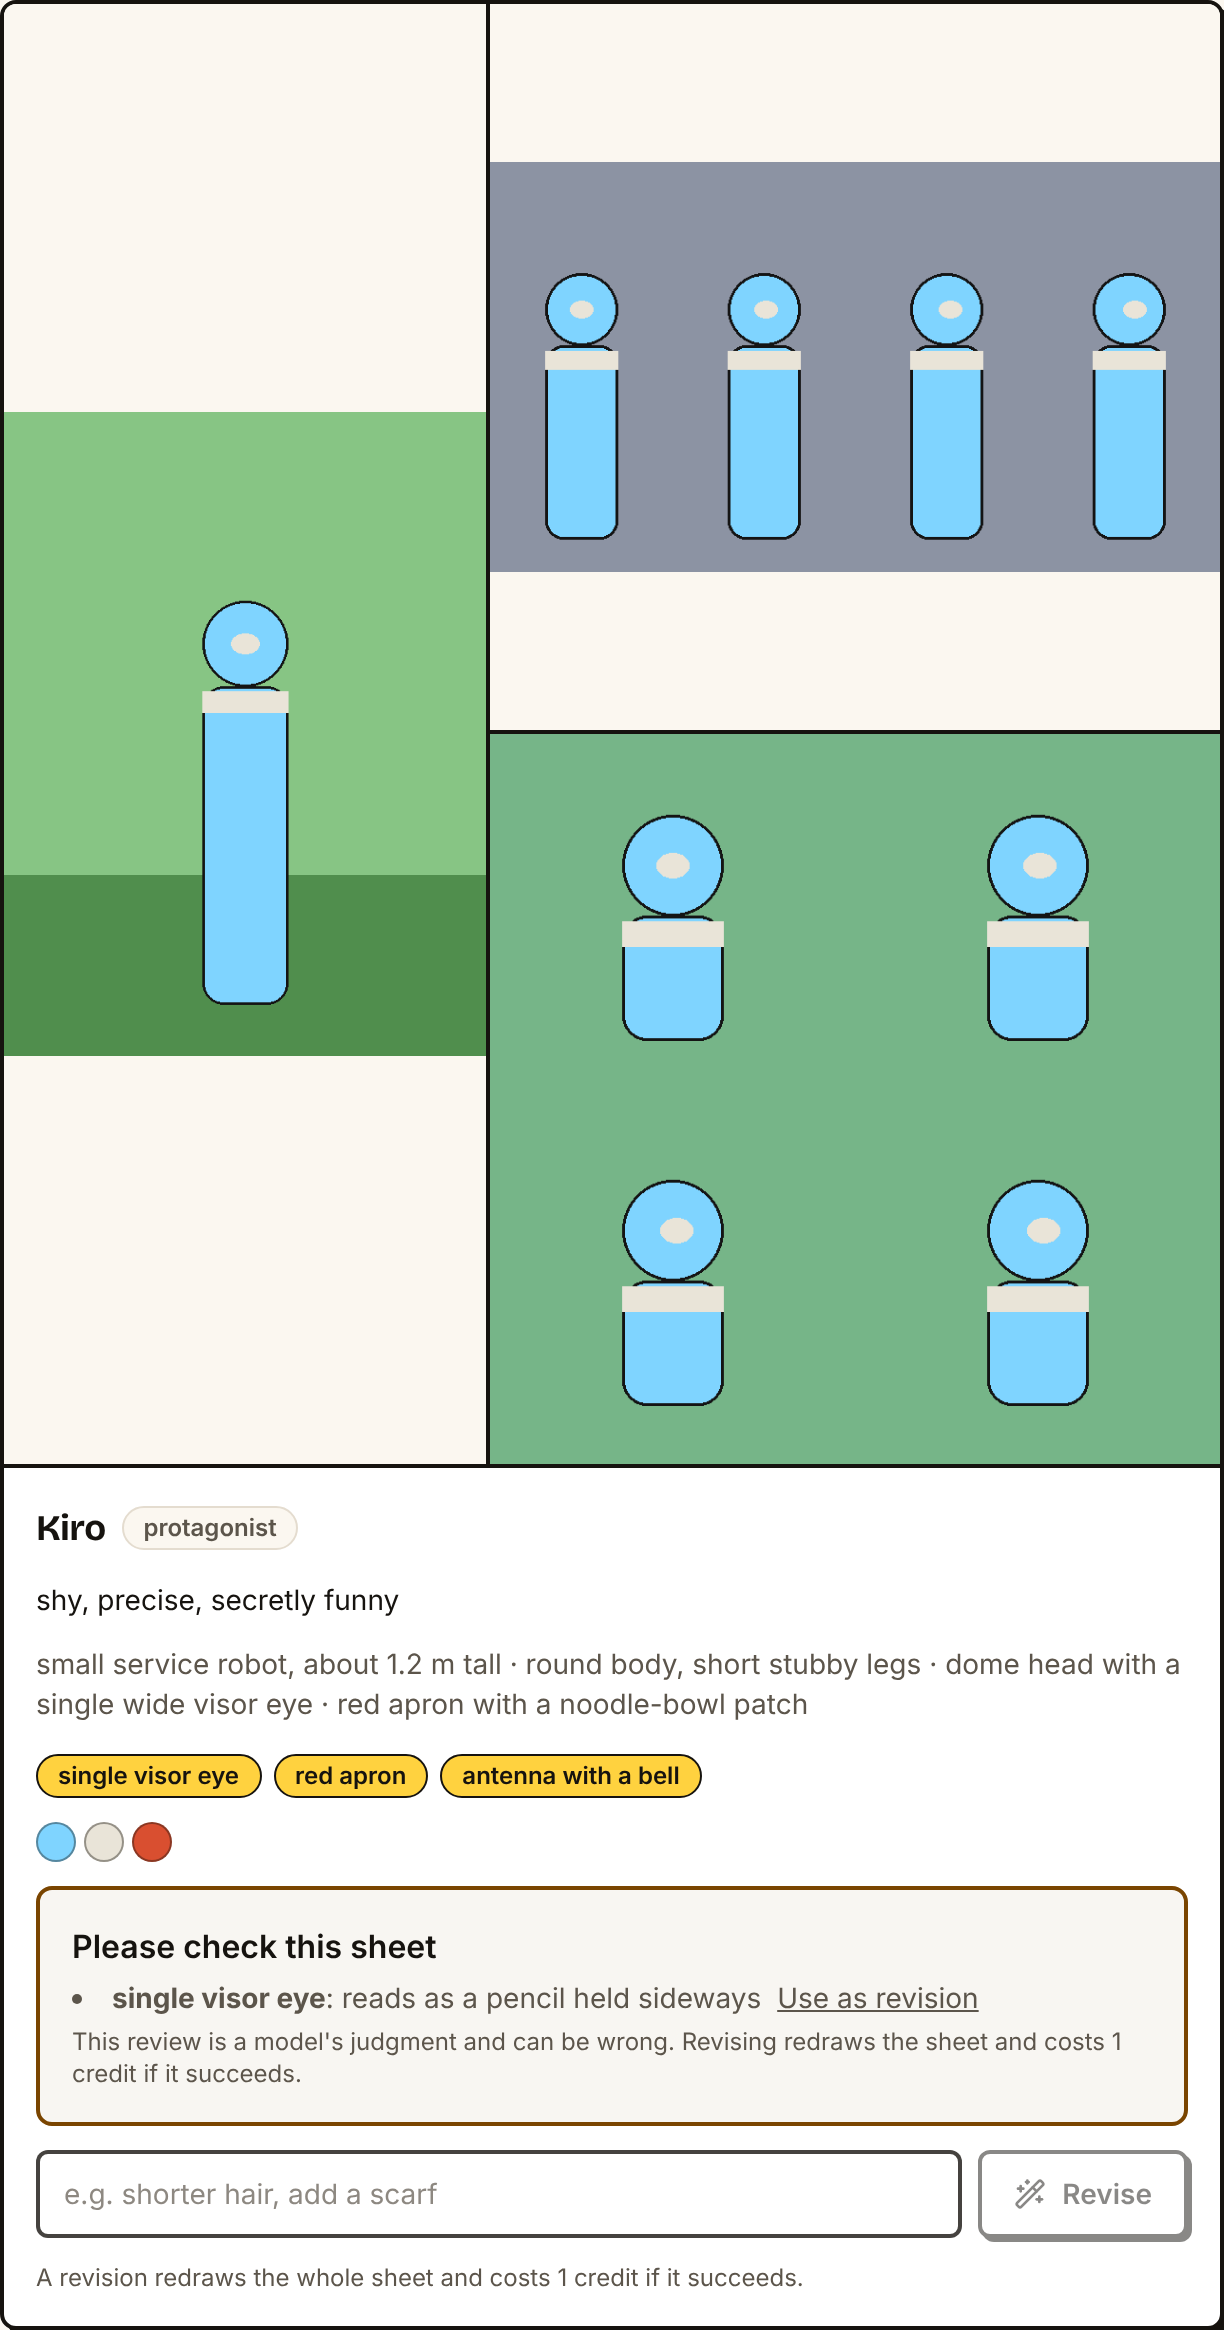 Kiro
protagonist
shy, precise, secretly funny
small service robot, about 1.2 m tall · round body, short stubby legs · dome head with a
single wide visor eye · red apron with a noodle-bowl patch
single visor eye
red apron
antenna with a bell
Please check this sheet
• single visor eye: reads as a pencil held sideways Use as revision
This review is a model's judgment and can be wrong. Revising redraws the sheet and costs 1
credit if it succeeds.
e.g. shorter hair, add a scarf
Revise
A revision redraws the whole sheet and costs 1 credit if it succeeds.